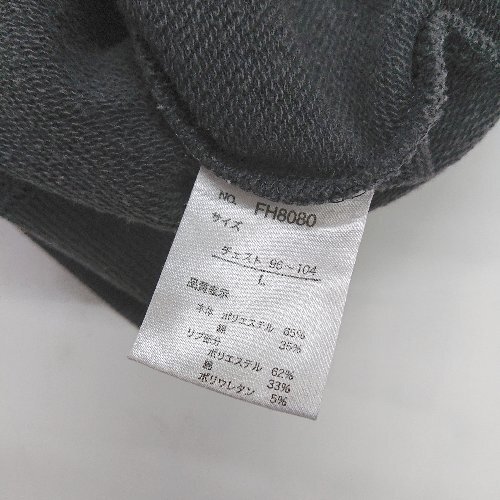 NO. FH8080
サイズ
チェスト 96～104
L
品質表示
本体 ポリエステル 65%
綿 35%
リブ部分
ポリエステル 62%
綿 33%
ポリウレタン 5%